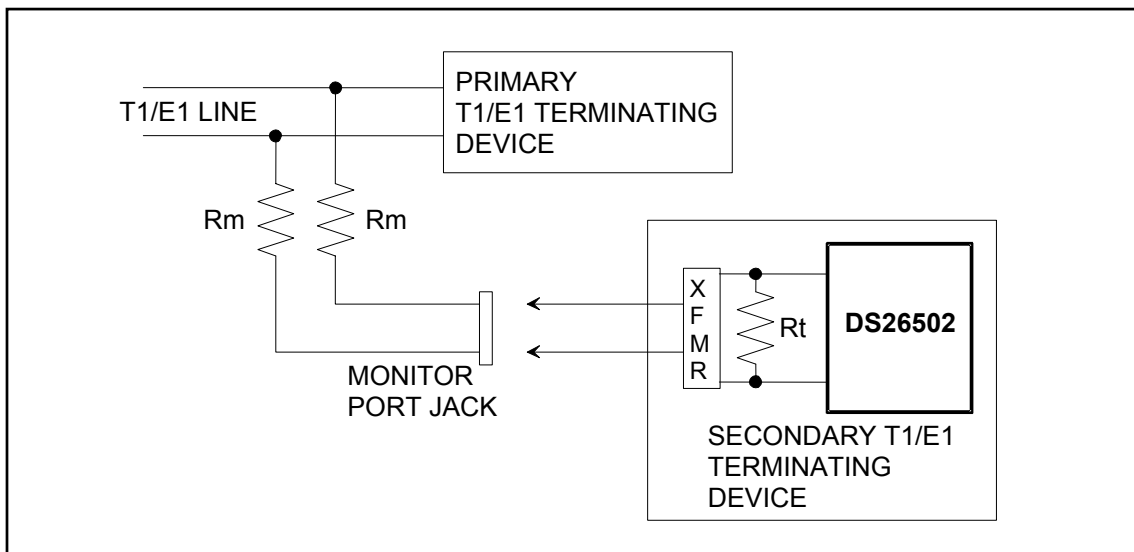 PRIMARY
T1/E1 TERMINATING
DEVICE
T1/E1 LINE
Rm
Rm
MONITOR
PORT JACK
X
F
M
R
Rt
DS26502
SECONDARY T1/E1
TERMINATING
DEVICE